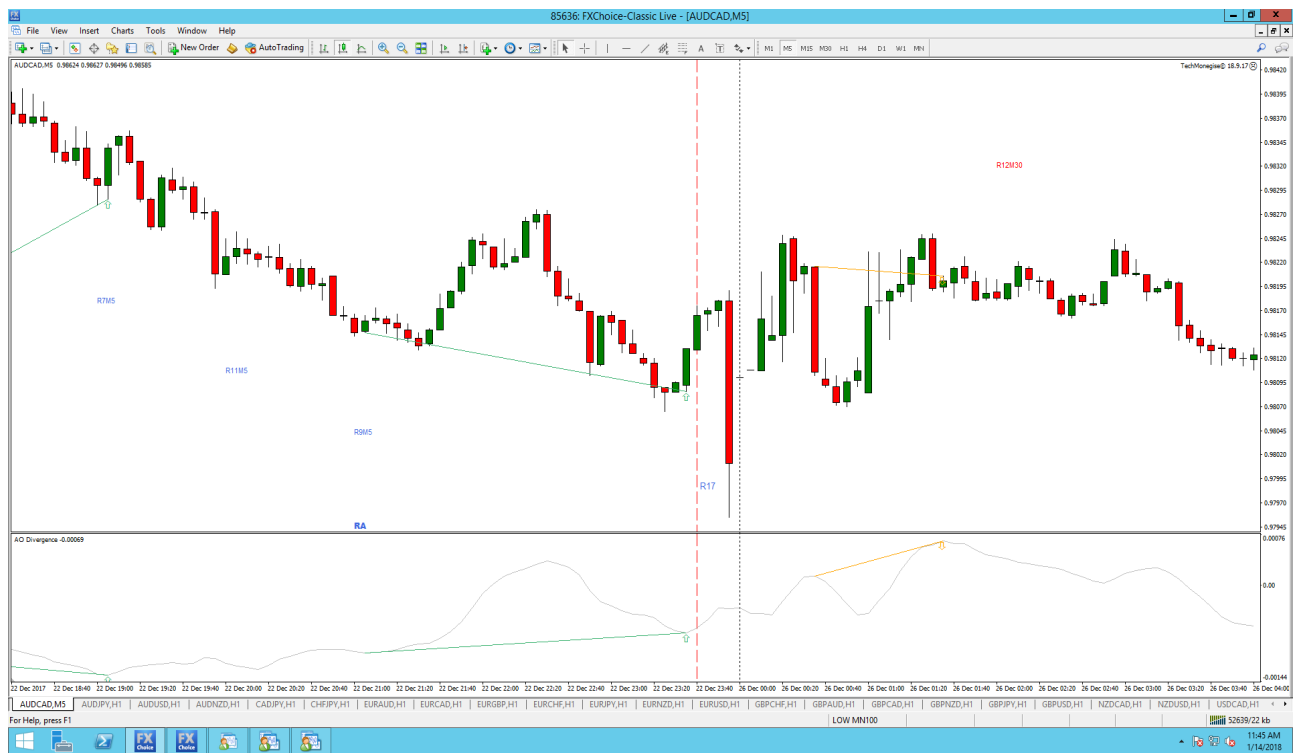 85636: FXChoice-Classic Live - [AUDCAD,M5]
File View Insert Charts Tools Window Help
New Order AutoTrading A T M1 M5 M15 M30 H1 H4 D1 W1 MN
AUDCAD,M5 0.98624 0.98627 0.98496 0.98585
TechMonegise© 18.9.17
0.98420
0.98395
0.98370
0.98345
R12M30
0.98320
0.98295
0.98270
0.98245
0.98220
R7M5
0.98195
0.98170
0.98145
R11M5
0.98120
0.98095
0.98070
R9M5
0.98045
0.98020
R17
0.97995
0.97970
RA
0.97945
AO Divergence -0.00069
0.00076
0.00
-0.00144
22 Dec 2017 22 Dec 18:40 22 Dec 19:00 22 Dec 19:20 22 Dec 19:40 22 Dec 20:00 22 Dec 20:20 22 Dec 20:40 22 Dec 21:00 22 Dec 21:20 22 Dec 21:40 22 Dec 22:00 22 Dec 22:20 22 Dec 22:40 22 Dec 23:00 22 Dec 23:20 22 Dec 23:40 26 Dec 00:00 26 Dec 00:20 26 Dec 00:40 26 Dec 01:00 26 Dec 01:20 26 Dec 01:40 26 Dec 02:00 26 Dec 02:20 26 Dec 02:40 26 Dec 03:00 26 Dec 03:20 26 Dec 03:40 26 Dec 04:00
AUDCAD,M5 AUDJPY,H1 AUDUSD,H1 AUDNZD,H1 CADJPY,H1 CHFJPY,H1 EURAUD,H1 EURCAD,H1 EURGBP,H1 EURCHF,H1 EURJPY,H1 EURNZD,H1 EURUSD,H1 GBPCHF,H1 GBPAUD,H1 GBPCAD,H1 GBPNZD,H1 GBPJPY,H1 GBPUSD,H1 NZDCAD,H1 NZDUSD,H1 USDCAD,H1
For Help, press F1
LOW MN100
52639/22 kb
FX Choice FX Choice
11:45 AM
1/14/2018